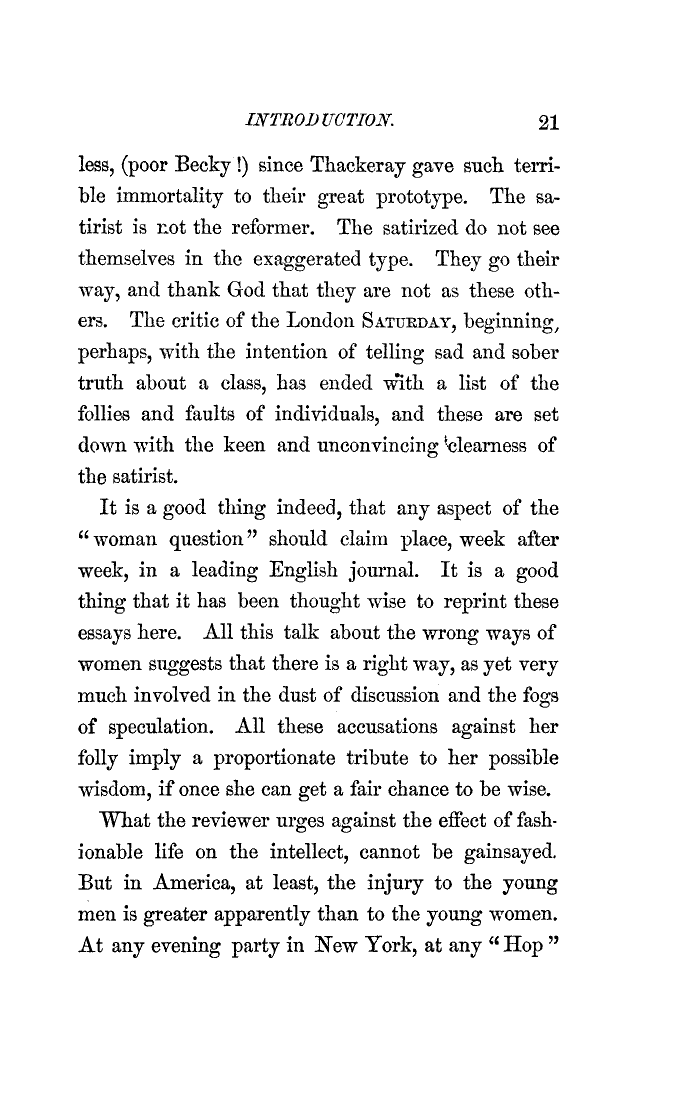 INTRODUCTION. 21
less, (poor Becky !) since Thackeray gave such terri-
ble immortality to their great prototype. The sa-
tirist is not the reformer. The satirized do not see
themselves in the exaggerated type. They go their
way, and thank God that they are not as these oth-
ers. The critic of the London SATURDAY, beginning,
perhaps, with the intention of telling sad and sober
truth about a class, has ended with a list of the
follies and faults of individuals, and these are set
down with the keen and unconvincing clearness of
the satirist.
It is a good thing indeed, that any aspect of the
“woman question” should claim place, week after
week, in a leading English journal. It is a good
thing that it has been thought wise to reprint these
essays here. All this talk about the wrong ways of
women suggests that there is a right way, as yet very
much involved in the dust of discussion and the fogs
of speculation. All these accusations against her
folly imply a proportionate tribute to her possible
wisdom, if once she can get a fair chance to be wise.
What the reviewer urges against the effect of fash-
ionable life on the intellect, cannot be gainsayed.
But in America, at least, the injury to the young
men is greater apparently than to the young women.
At any evening party in New York, at any “Hop”